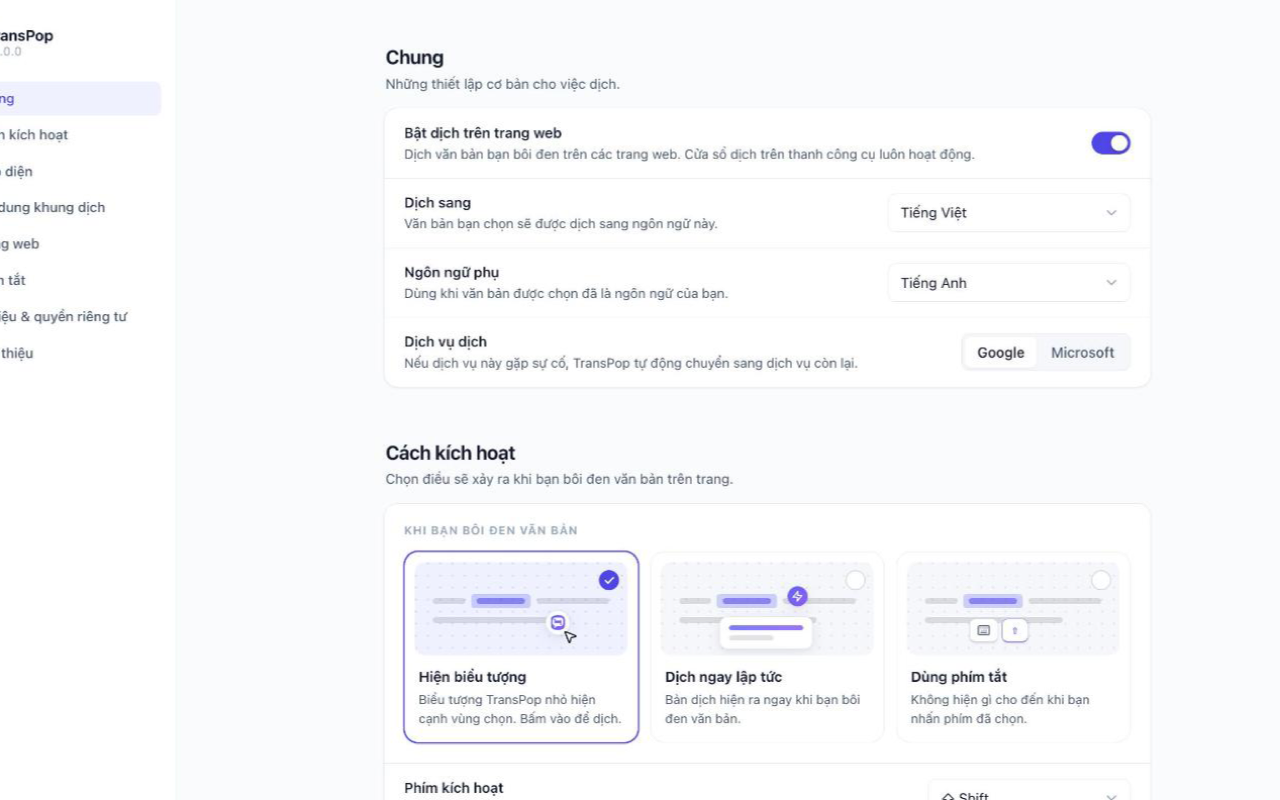 ansPop
.0.0
ng
n kích hoạt
diện
dung khung dịch
g web
n tắt
iệu & quyền riêng tư
thiệu
Chung
Những thiết lập cơ bản cho việc dịch.
Bật dịch trên trang web
Dịch văn bản bạn bôi đen trên các trang web. Cửa sổ dịch trên thanh công cụ luôn hoạt động.
Dịch sang
Văn bản bạn chọn sẽ được dịch sang ngôn ngữ này.
Tiếng Việt
Ngôn ngữ phụ
Dùng khi văn bản được chọn đã là ngôn ngữ của bạn.
Tiếng Anh
Dịch vụ dịch
Nếu dịch vụ này gặp sự cố, TransPop tự động chuyển sang dịch vụ còn lại.
Google
Microsoft
Cách kích hoạt
Chọn điều sẽ xảy ra khi bạn bôi đen văn bản trên trang.
KHI BẠN BÔI ĐEN VĂN BẢN
Hiện biểu tượng
Biểu tượng TransPop nhỏ hiện
cạnh vùng chọn. Bấm vào để dịch.
Dịch ngay lập tức
Bản dịch hiện ra ngay khi bạn bôi
đen văn bản.
Dùng phím tắt
Không hiện gì cho đến khi bạn
nhấn phím đã chọn.
Phím kích hoạt
Shift